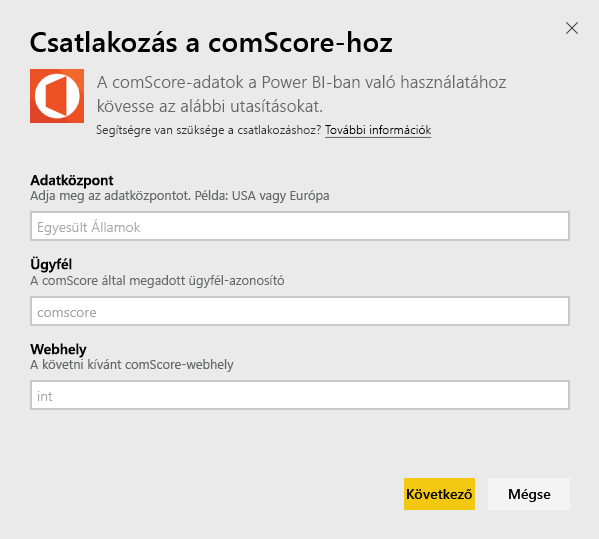 Csatlakozás a comScore-hoz
A comScore-adatok a Power BI-ban való használatához
kövesse az alábbi utasításokat.
Segítségre van szüksége a csatlakozáshoz? További információk
Adatközpont
Adja meg az adatközpontot. Példa: USA vagy Európa
Egyesült Államok
Ügyfél
A comScore által megadott ügyfél-azonosító
comscore
Webhely
A követni kívánt comScore-webhely
int
Következő
Mégse